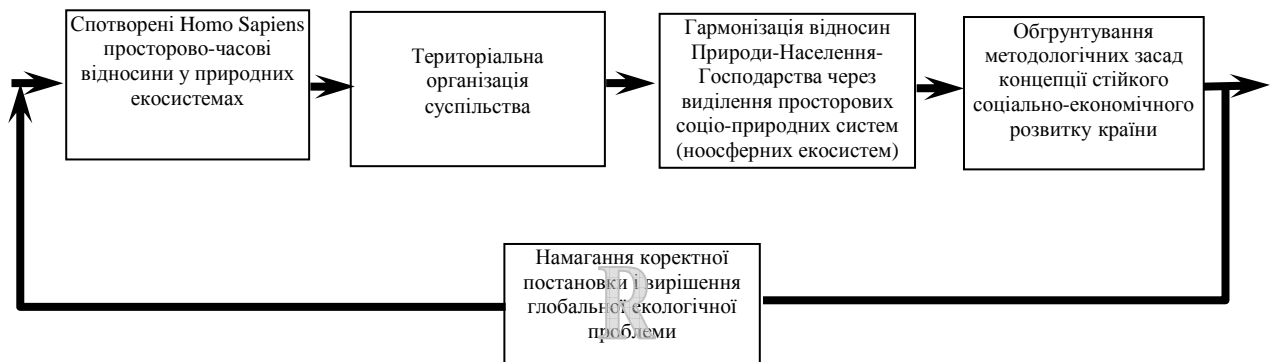 Спотворені Homo Sapiens
просторово-часові
відносини у природних
екосистемах
Територіальна
організація
суспільства
Гармонізація відносин
Природи-Населення-
Господарства через
виділення просторових
соціо-природних систем
(ноосферних екосистем)
Обгрунтування
методологічних засад
концепції стійкого
соціально-економічного
розвитку країни
Намагання коректної
постановки і вирішення
глобальної екологічної
проблеми
R